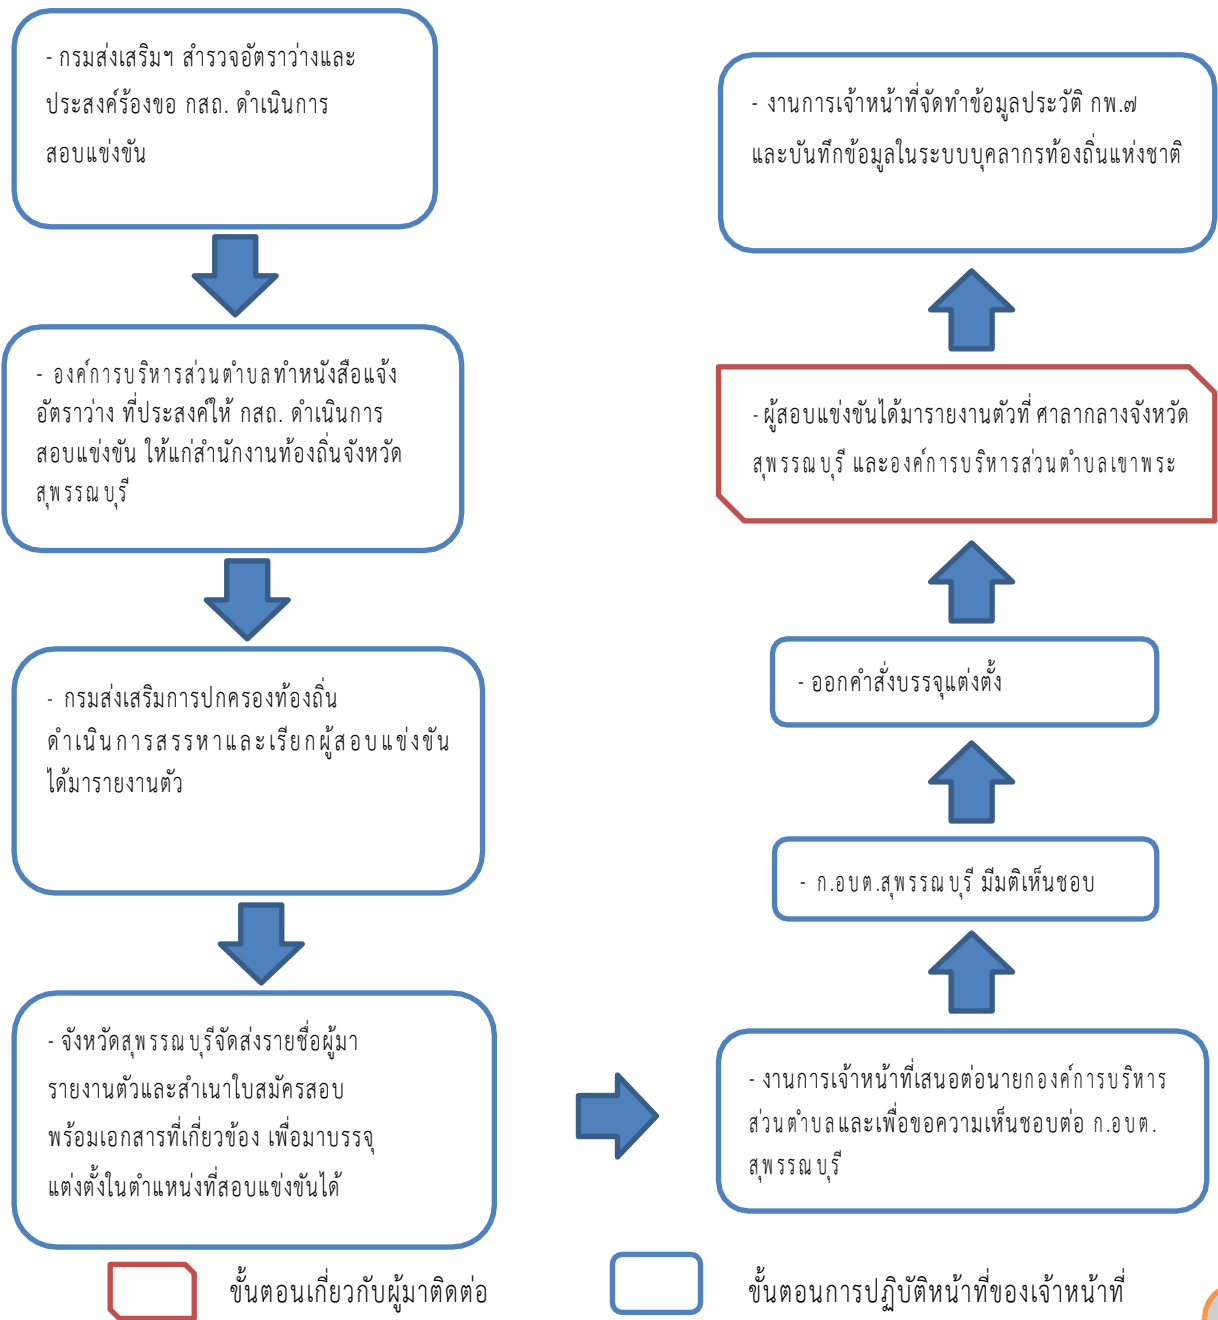 - กรมส่งเสริมฯ สำรวจอัตราว่างและ
ประสงค์ร้องขอ กสถ. ดำเนินการ
สอบแข่งขัน
- องค์การบริหารส่วนตำบลทำหนังสือแจ้ง
อัตราว่าง ที่ประสงค์ให้ กสถ. ดำเนินการ
สอบแข่งขัน ให้แก่สำนักงานท้องถิ่นจังหวัด
สุพรรณบุรี
- กรมส่งเสริมการปกครองท้องถิ่น
ดำเนินการสรรหาและเรียกผู้สอบแข่งขัน
ได้มารายงานตัว
- จังหวัดสุพรรณบุรีจัดส่งรายชื่อผู้มา
รายงานตัวและสำเนาใบสมัครสอบ
พร้อมเอกสารที่เกี่ยวข้อง เพื่อมาบรรจุ
แต่งตั้งในตำแหน่งที่สอบแข่งขันได้
- งานการเจ้าหน้าที่เสนอต่อนายกองค์การบริหาร
ส่วนตำบลและเพื่อขอความเห็นชอบต่อ ก.อบต.
สุพรรณบุรี
- ก.อบต.สุพรรณบุรี มีมติเห็นชอบ
- ออกคำสั่งบรรจุแต่งตั้ง
- ผู้สอบแข่งขันได้มารายงานตัวที่ ศาลากลางจังหวัด
สุพรรณบุรี และองค์การบริหารส่วนตำบลเขาพระ
- งานการเจ้าหน้าที่จัดทำข้อมูลประวัติ กพ.๗
และบันทึกข้อมูลในระบบบุคลากรท้องถิ่นแห่งชาติ
ขั้นตอนเกี่ยวกับผู้มาติดต่อ
ขั้นตอนการปฏิบัติหน้าที่ของเจ้าหน้าที่